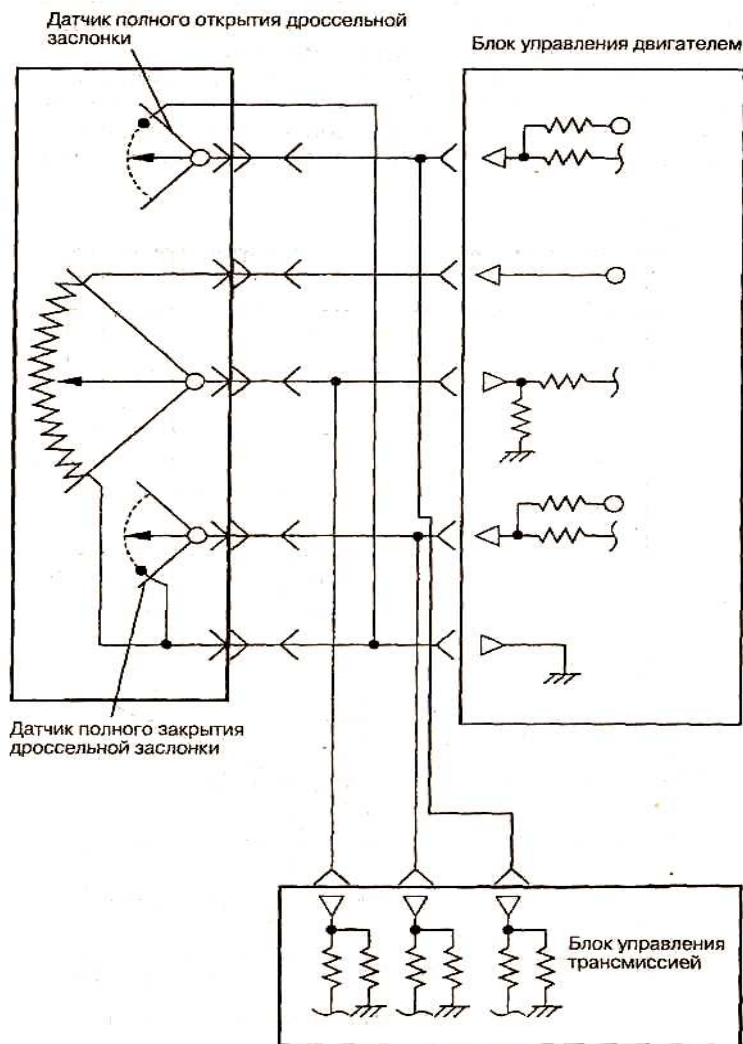 Датчик полного открытия дроссельной
заслонки
Блок управления двигателем
Датчик полного закрытия
дроссельной заслонки
Блок управления
трансмиссией